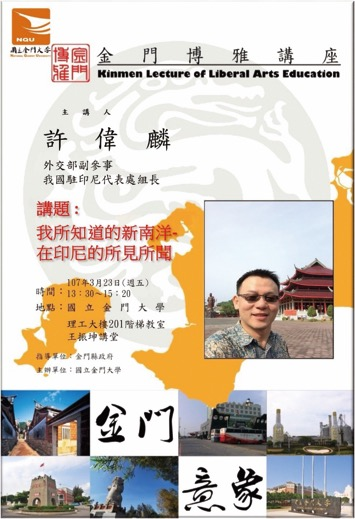 NQU
國立金門大學
金門
博雅
金門博雅講座
Kinmen Lecture of Liberal Arts Education
主講人
許偉麟
外交部副參事
我國駐印尼代表處組長
講題：
我所知道的新南洋-
在印尼的所見所聞
時間：107年3月23日(週五)
13：30~15：20
地點：國立金門大學
理工大樓201階梯教室
王振坤講堂
指導單位：金門縣政府
主辦單位：國立金門大學
金門
意象